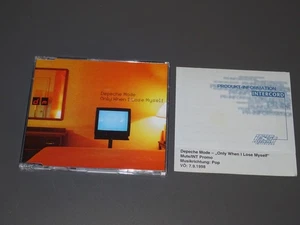 Depeche Mode
Only When I Lose Myself
PRODUKT-INFORMATION
INTERCORD
Depeche Mode – „Only When I Lose Myself"
Mute/INT Promo
Musikrichtung: Pop
VÖ: 7.9.1998